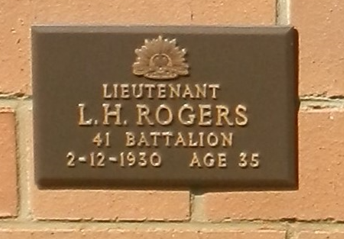 LIEUTENANT
L.H. ROGERS
41 BATTALION
2-12-1930 AGE 35